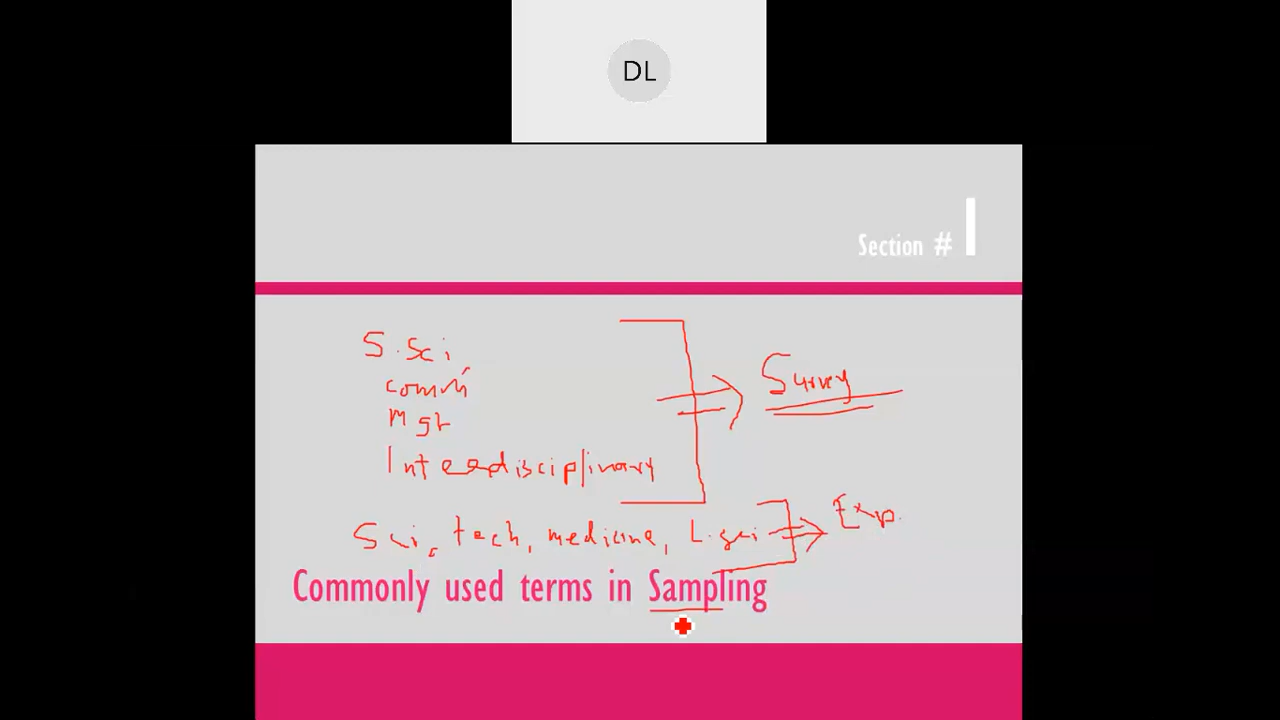 DL
Section # 1
S.Sci
Comm
Mgt
Interdisciplinary
Survey
Sci, tech, medicine, L.sci
Exp.
Commonly used terms in Sampling